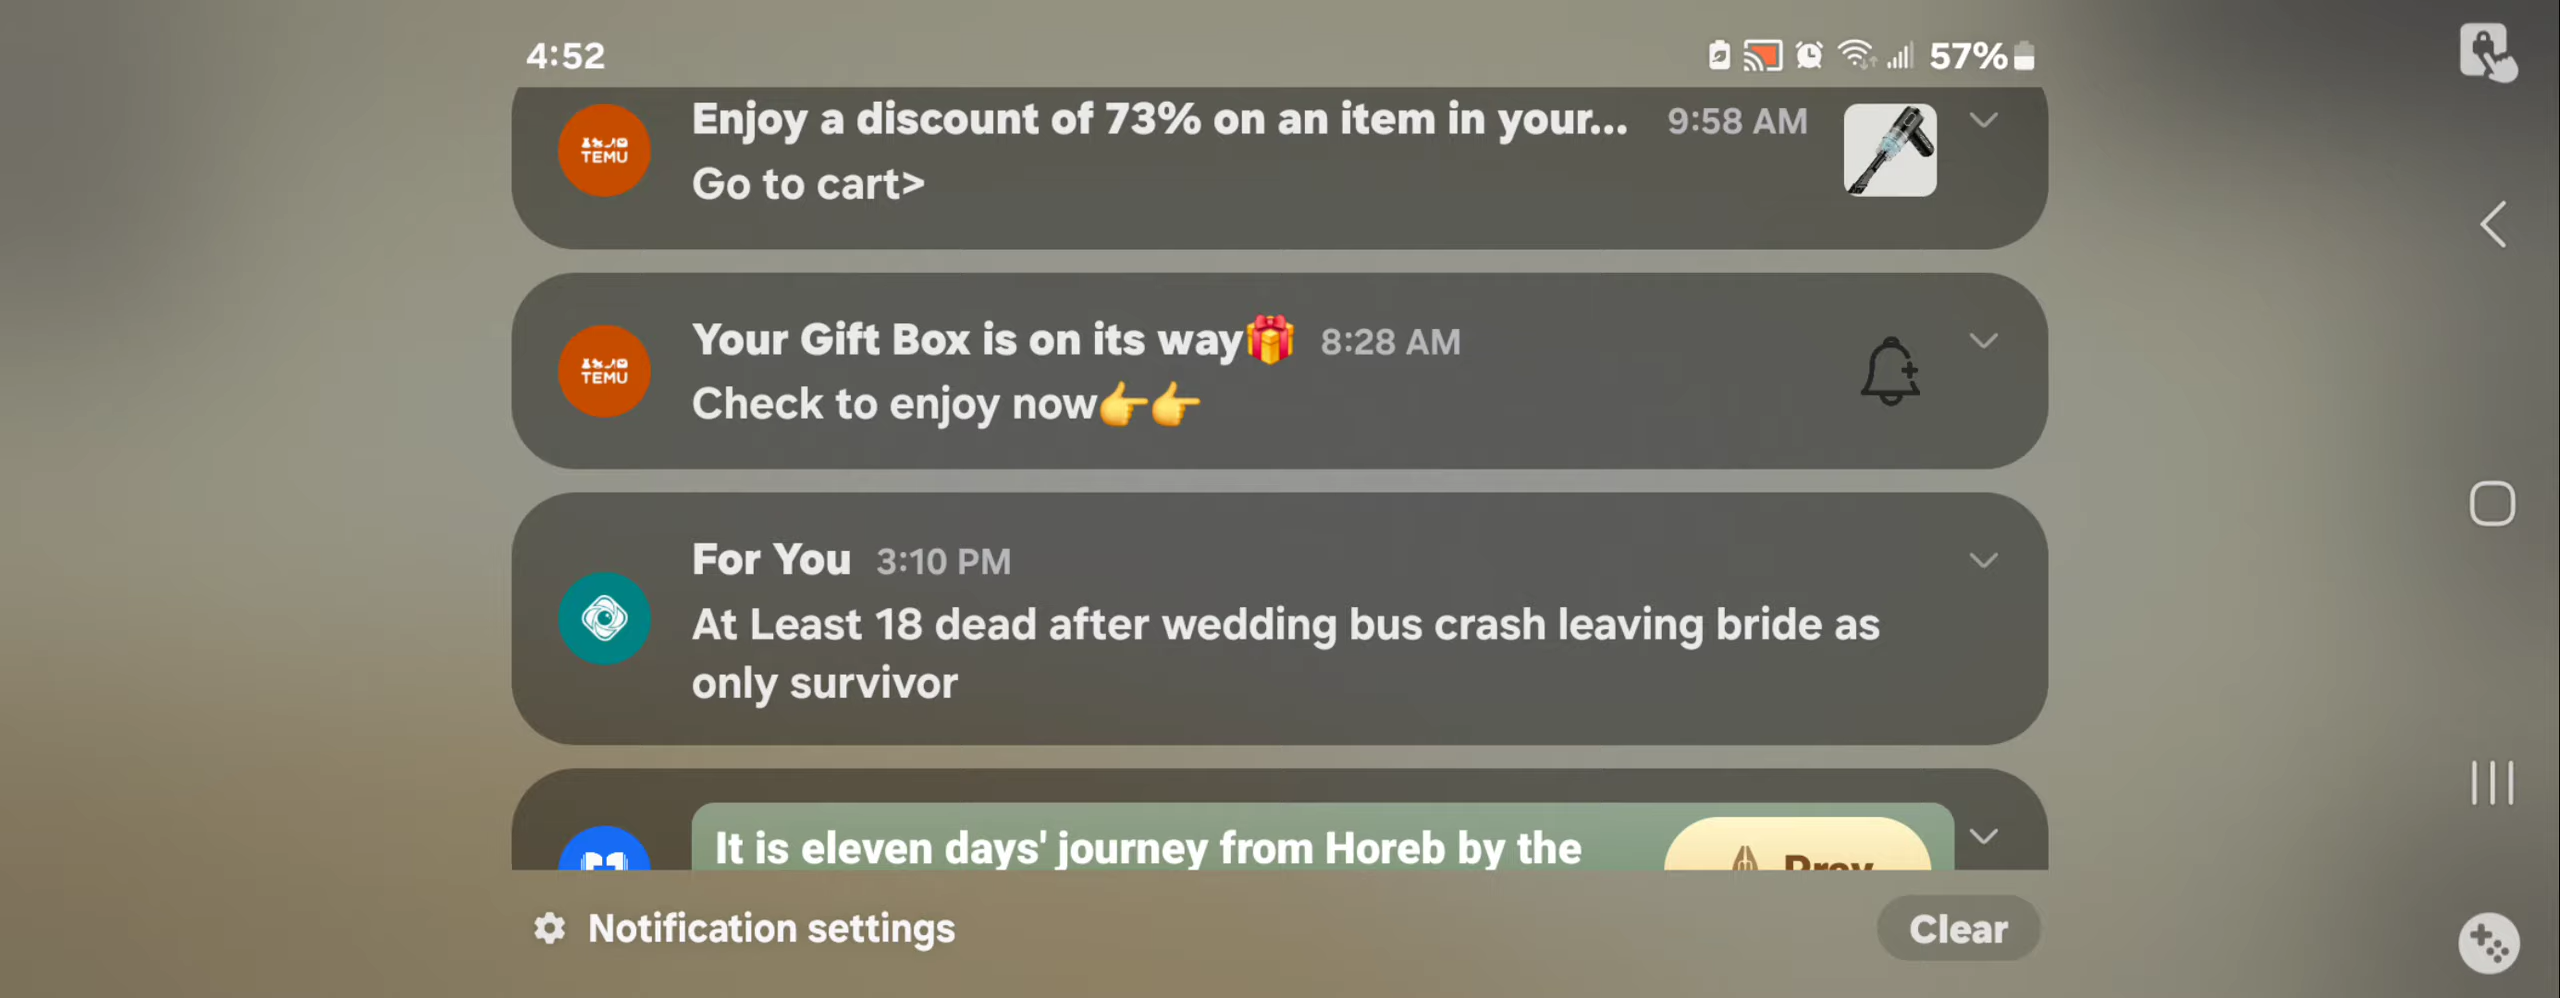 4:52
57%
Enjoy a discount of 73% on an item in your... 9:58 AM
TEMU
Go to cart>
Your Gift Box is on its way🎁 8:28 AM
TEMU
Check to enjoy now👉👉
For You 3:10 PM
At Least 18 dead after wedding bus crash leaving bride as
only survivor
It is eleven days' journey from Horeb by the
Pray
Notification settings
Clear